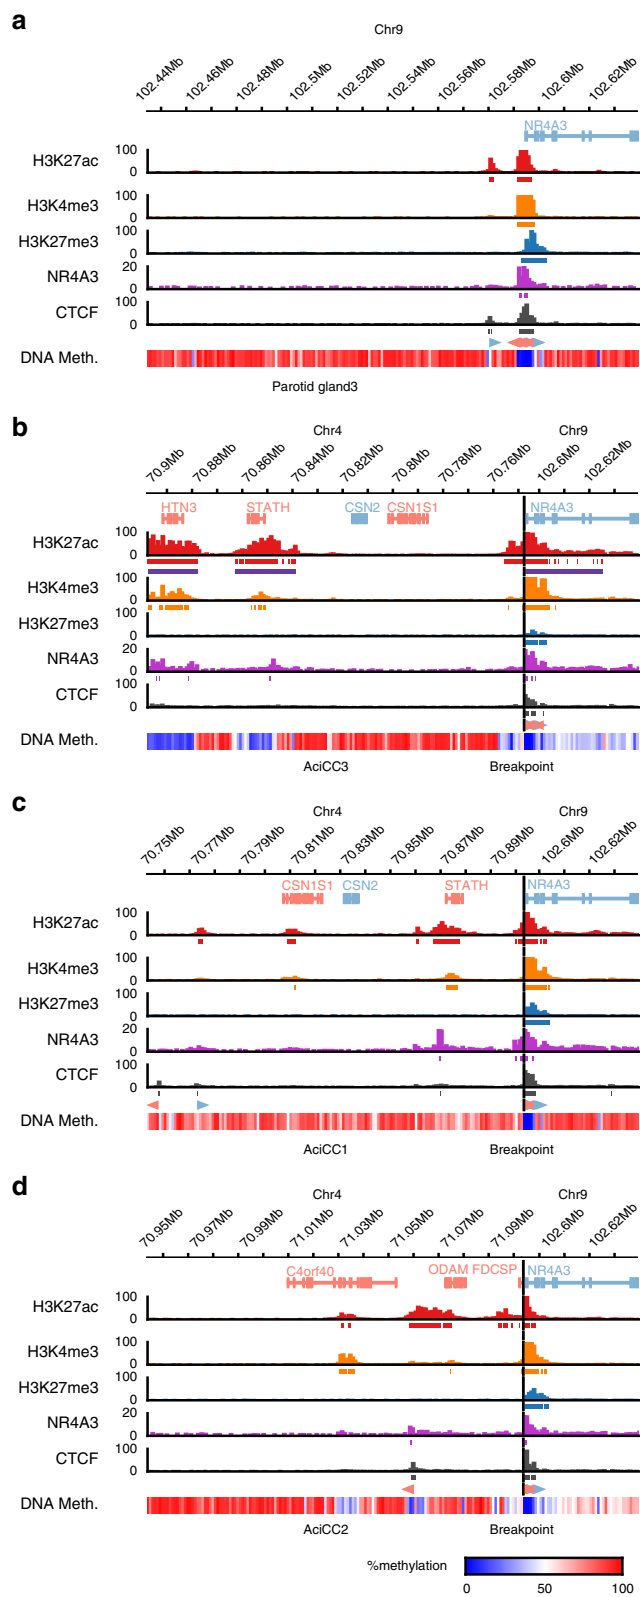 a
Chr9
102.44Mb 102.46Mb 102.48Mb 102.5Mb 102.52Mb 102.54Mb 102.56Mb 102.58Mb 102.6Mb 102.62Mb
NR4A3
H3K27ac 100 0
H3K4me3 100 0
H3K27me3 100 0
NR4A3 20 0
CTCF 100 0
DNA Meth.
Parotid gland3
b
Chr4 Chr9
70.9Mb 70.88Mb 70.86Mb 70.84Mb 70.82Mb 70.8Mb 70.78Mb 70.76Mb 102.6Mb 102.62Mb
HTN3 STATH CSN2 CSN1S1 NR4A3
H3K27ac 100 0
H3K4me3 100 0
H3K27me3 100 0
NR4A3 20 0
CTCF 100 0
DNA Meth.
AciCC3 Breakpoint
c
Chr4 Chr9
70.75Mb 70.77Mb 70.79Mb 70.81Mb 70.83Mb 70.85Mb 70.87Mb 70.89Mb 102.6Mb 102.62Mb
CSN1S1 CSN2 STATH NR4A3
H3K27ac 100 0
H3K4me3 100 0
H3K27me3 100 0
NR4A3 20 0
CTCF 100 0
DNA Meth.
AciCC1 Breakpoint
d
Chr4 Chr9
70.95Mb 70.97Mb 70.99Mb 71.01Mb 71.03Mb 71.05Mb 71.07Mb 71.09Mb 102.6Mb 102.62Mb
C4orf40 ODAM FDCSP NR4A3
H3K27ac 100 0
H3K4me3 100 0
H3K27me3 100 0
NR4A3 20 0
CTCF 100 0
DNA Meth.
AciCC2 Breakpoint
%methylation
0 50 100